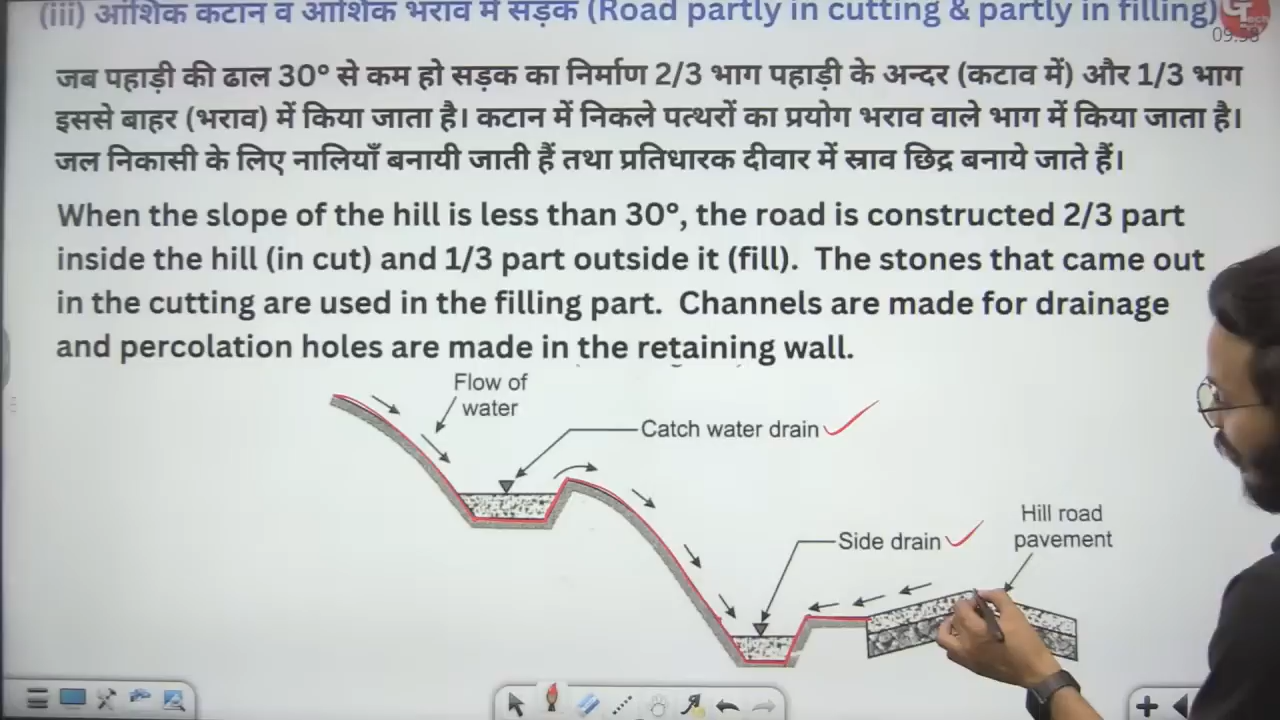 (iii) आंशिक कटान व आंशिक भराव में सड़क (Road partly in cutting & partly in filling)
09:38
जब पहाड़ी की ढाल 30° से कम हो सड़क का निर्माण 2/3 भाग पहाड़ी के अन्दर (कटाव में) और 1/3 भाग
इससे बाहर (भराव) में किया जाता है। कटान में निकले पत्थरों का प्रयोग भराव वाले भाग में किया जाता है।
जल निकासी के लिए नालियाँ बनायी जाती हैं तथा प्रतिधारक दीवार में स्राव छिद्र बनाये जाते हैं।
When the slope of the hill is less than 30°, the road is constructed 2/3 part
inside the hill (in cut) and 1/3 part outside it (fill). The stones that came out
in the cutting are used in the filling part. Channels are made for drainage
and percolation holes are made in the retaining wall.
Flow of
water
Catch water drain
Side drain
Hill road
pavement